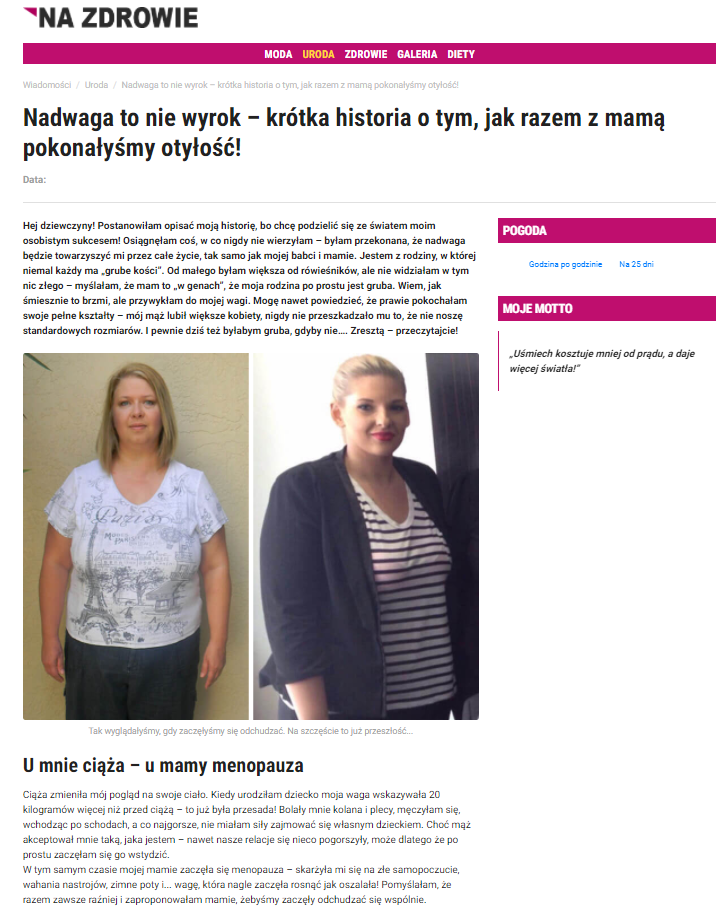 NA ZDROWIE
MODA URODA ZDROWIE GALERIA DIETY
Wiadomości / Uroda / Nadwaga to nie wyrok – krótka historia o tym, jak razem z mamą pokonałyśmy otyłość!
Nadwaga to nie wyrok – krótka historia o tym, jak razem z mamą
pokonałyśmy otyłość!
Data:
Hej dziewczyny! Postanowiłam opisać moją historię, bo chcę podzielić się ze światem moim
osobistym sukcesem! Osiągnęłam coś, w co nigdy nie wierzyłam – byłam przekonana, że nadwaga
będzie towarzyszyć mi przez całe życie, tak samo jak mojej babci i mamie. Jestem z rodziny, w której
niemal każdy ma „grube kości”. Od małego byłam większa od rówieśników, ale nie widziałam w tym
nic złego – myślałam, że mam to „w genach”, że moja rodzina po prostu jest gruba. Wiem, jak
śmiesznie to brzmi, ale przywykłam do mojej wagi. Mogę nawet powiedzieć, że prawie pokochałam
swoje pełne kształty – mój mąż lubił większe kobiety, nigdy nie przeszkadzało mu to, że nie noszę
standardowych rozmiarów. I pewnie dziś też byłabym gruba, gdyby nie…. Zresztą – przeczytajcie!
POGODA
Godzina po godzinie Na 25 dni
MOJE MOTTO
„Uśmiech kosztuje mniej od prądu, a daje
więcej światła!”
Paris
Tak wyglądałyśmy, gdy zaczęłyśmy się odchudzać. Na szczęście to już przeszłość...
U mnie ciąża – u mamy menopauza
Ciąża zmieniła mój pogląd na swoje ciało. Kiedy urodziłam dziecko moja waga wskazywała 20
kilogramów więcej niż przed ciążą – to już była przesada! Bolały mnie kolana i plecy, męczyłam się,
wchodząc po schodach, a co najgorsze, nie miałam siły zajmować się własnym dzieckiem. Choć mąż
akceptował mnie taką, jaka jestem – nawet nasze relacje się nieco pogorszyły, może dlatego że po
prostu zaczęłam się go wstydzić.
W tym samym czasie mojej mamie zaczęła się menopauza – skarżyła mi się na złe samopoczucie,
wahania nastrojów, zimne poty i... wagę, która nagle zaczęła rosnąć jak oszalała! Pomyślałam, że
razem zawsze raźniej i zaproponowałam mamie, żebyśmy zaczęły odchudzać się wspólnie.